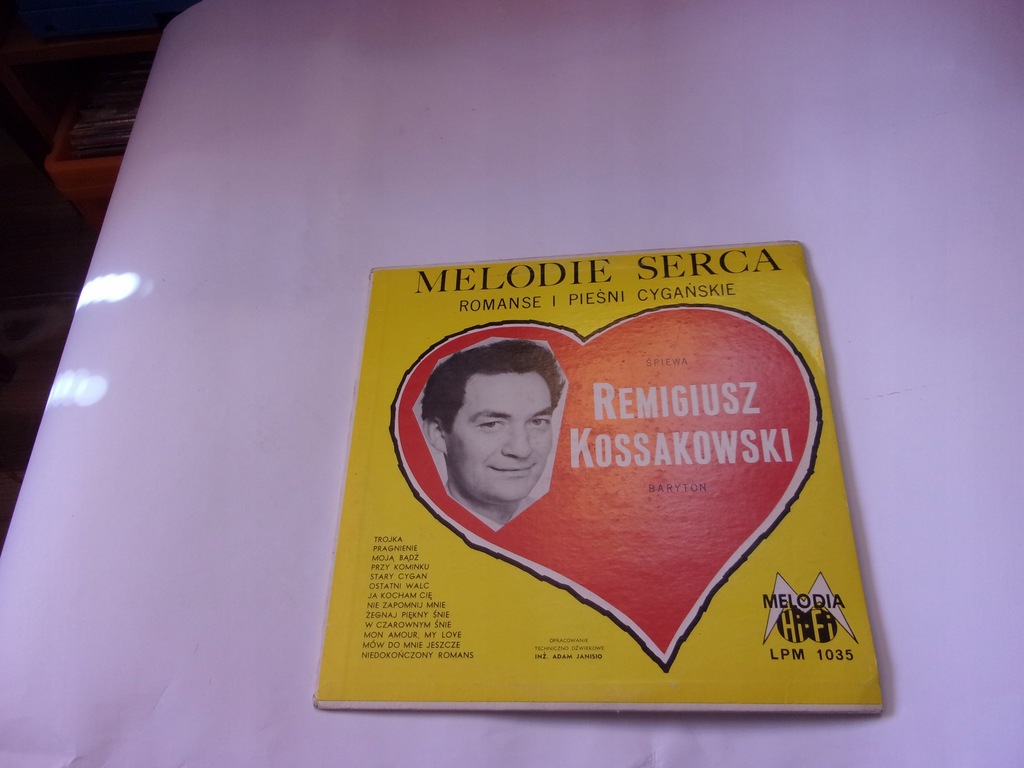 MELODIE SERCA
ROMANSE I PIEŚNI CYGAŃSKIE
ŚPIEWA
REMIGIUSZ
KOSSAKOWSKI
BARYTON
TROJKA
PRAGNIENIE
MOJĄ BĄDŹ
PRZY KOMINKU
STARY CYGAN
OSTATNI WALC
JA KOCHAM CIĘ
NIE ZAPOMNIJ MNIE
ŻEGNAJ PIĘKNY ŚNIE
W CZAROWNYM ŚNIE
MON AMOUR, MY LOVE
MÓW DO MNIE JESZCZE
NIEDOKOŃCZONY ROMANS
OPRACOWANIE
TECHNICZNO DŹWIĘKOWE
INŻ. ADAM JANISIO
MELODIA
Hi-Fi
LPM 1035